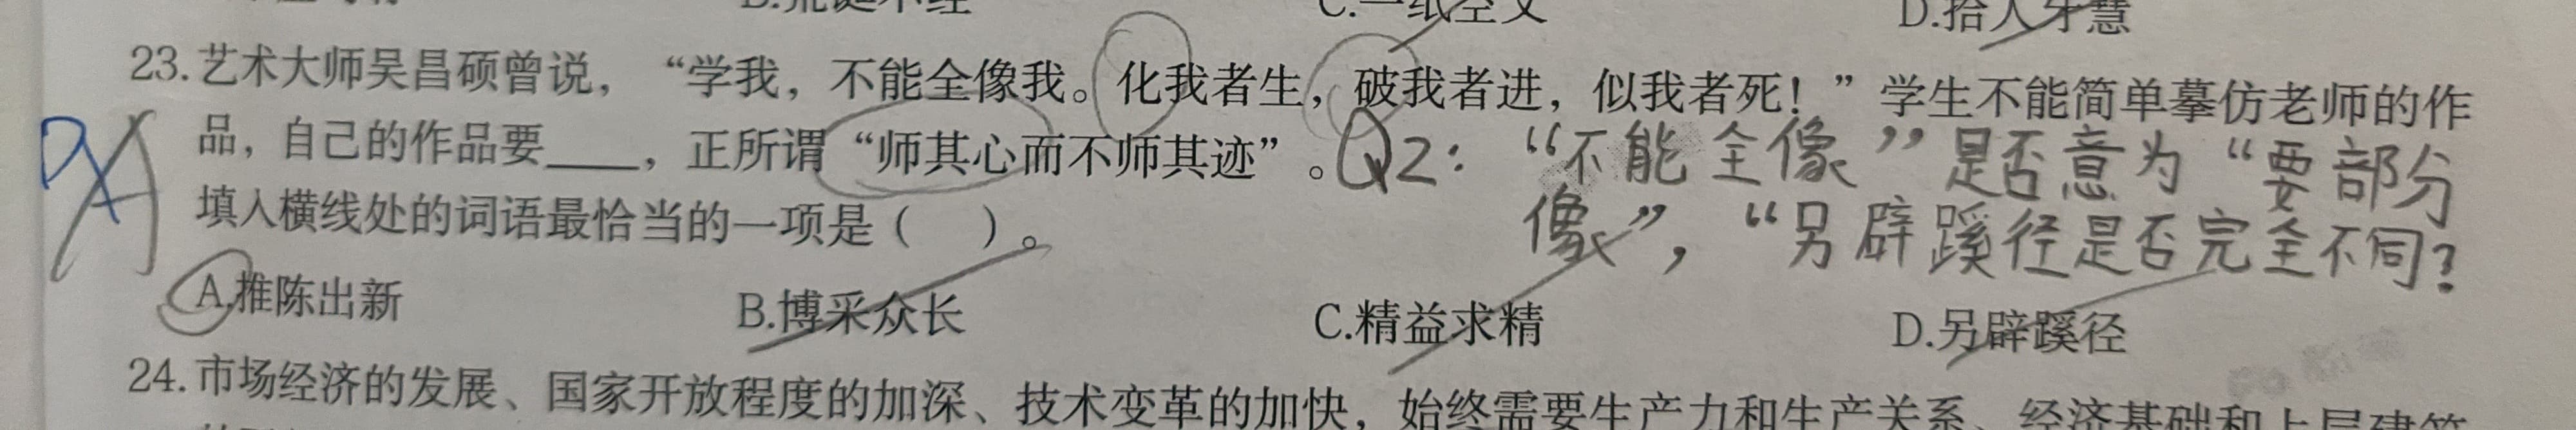 C.一纸空文
D.拾人牙慧
23.艺术大师吴昌硕曾说，“学我，不能全像我。化我者生，破我者进，似我者死！”学生不能简单摹仿老师的作
品，自己的作品要____，正所谓“师其心而不师其迹”。
Q2：“不能全像”是否意为“要部分
像”，“另辟蹊径是否完全不同?
填入横线处的词语最恰当的一项是（ ）。
A.推陈出新
B.博采众长
C.精益求精
D.另辟蹊径
24.市场经济的发展、国家开放程度的加深、技术变革的加快，始终需要生产力和生产关系、经济基础和上层建筑